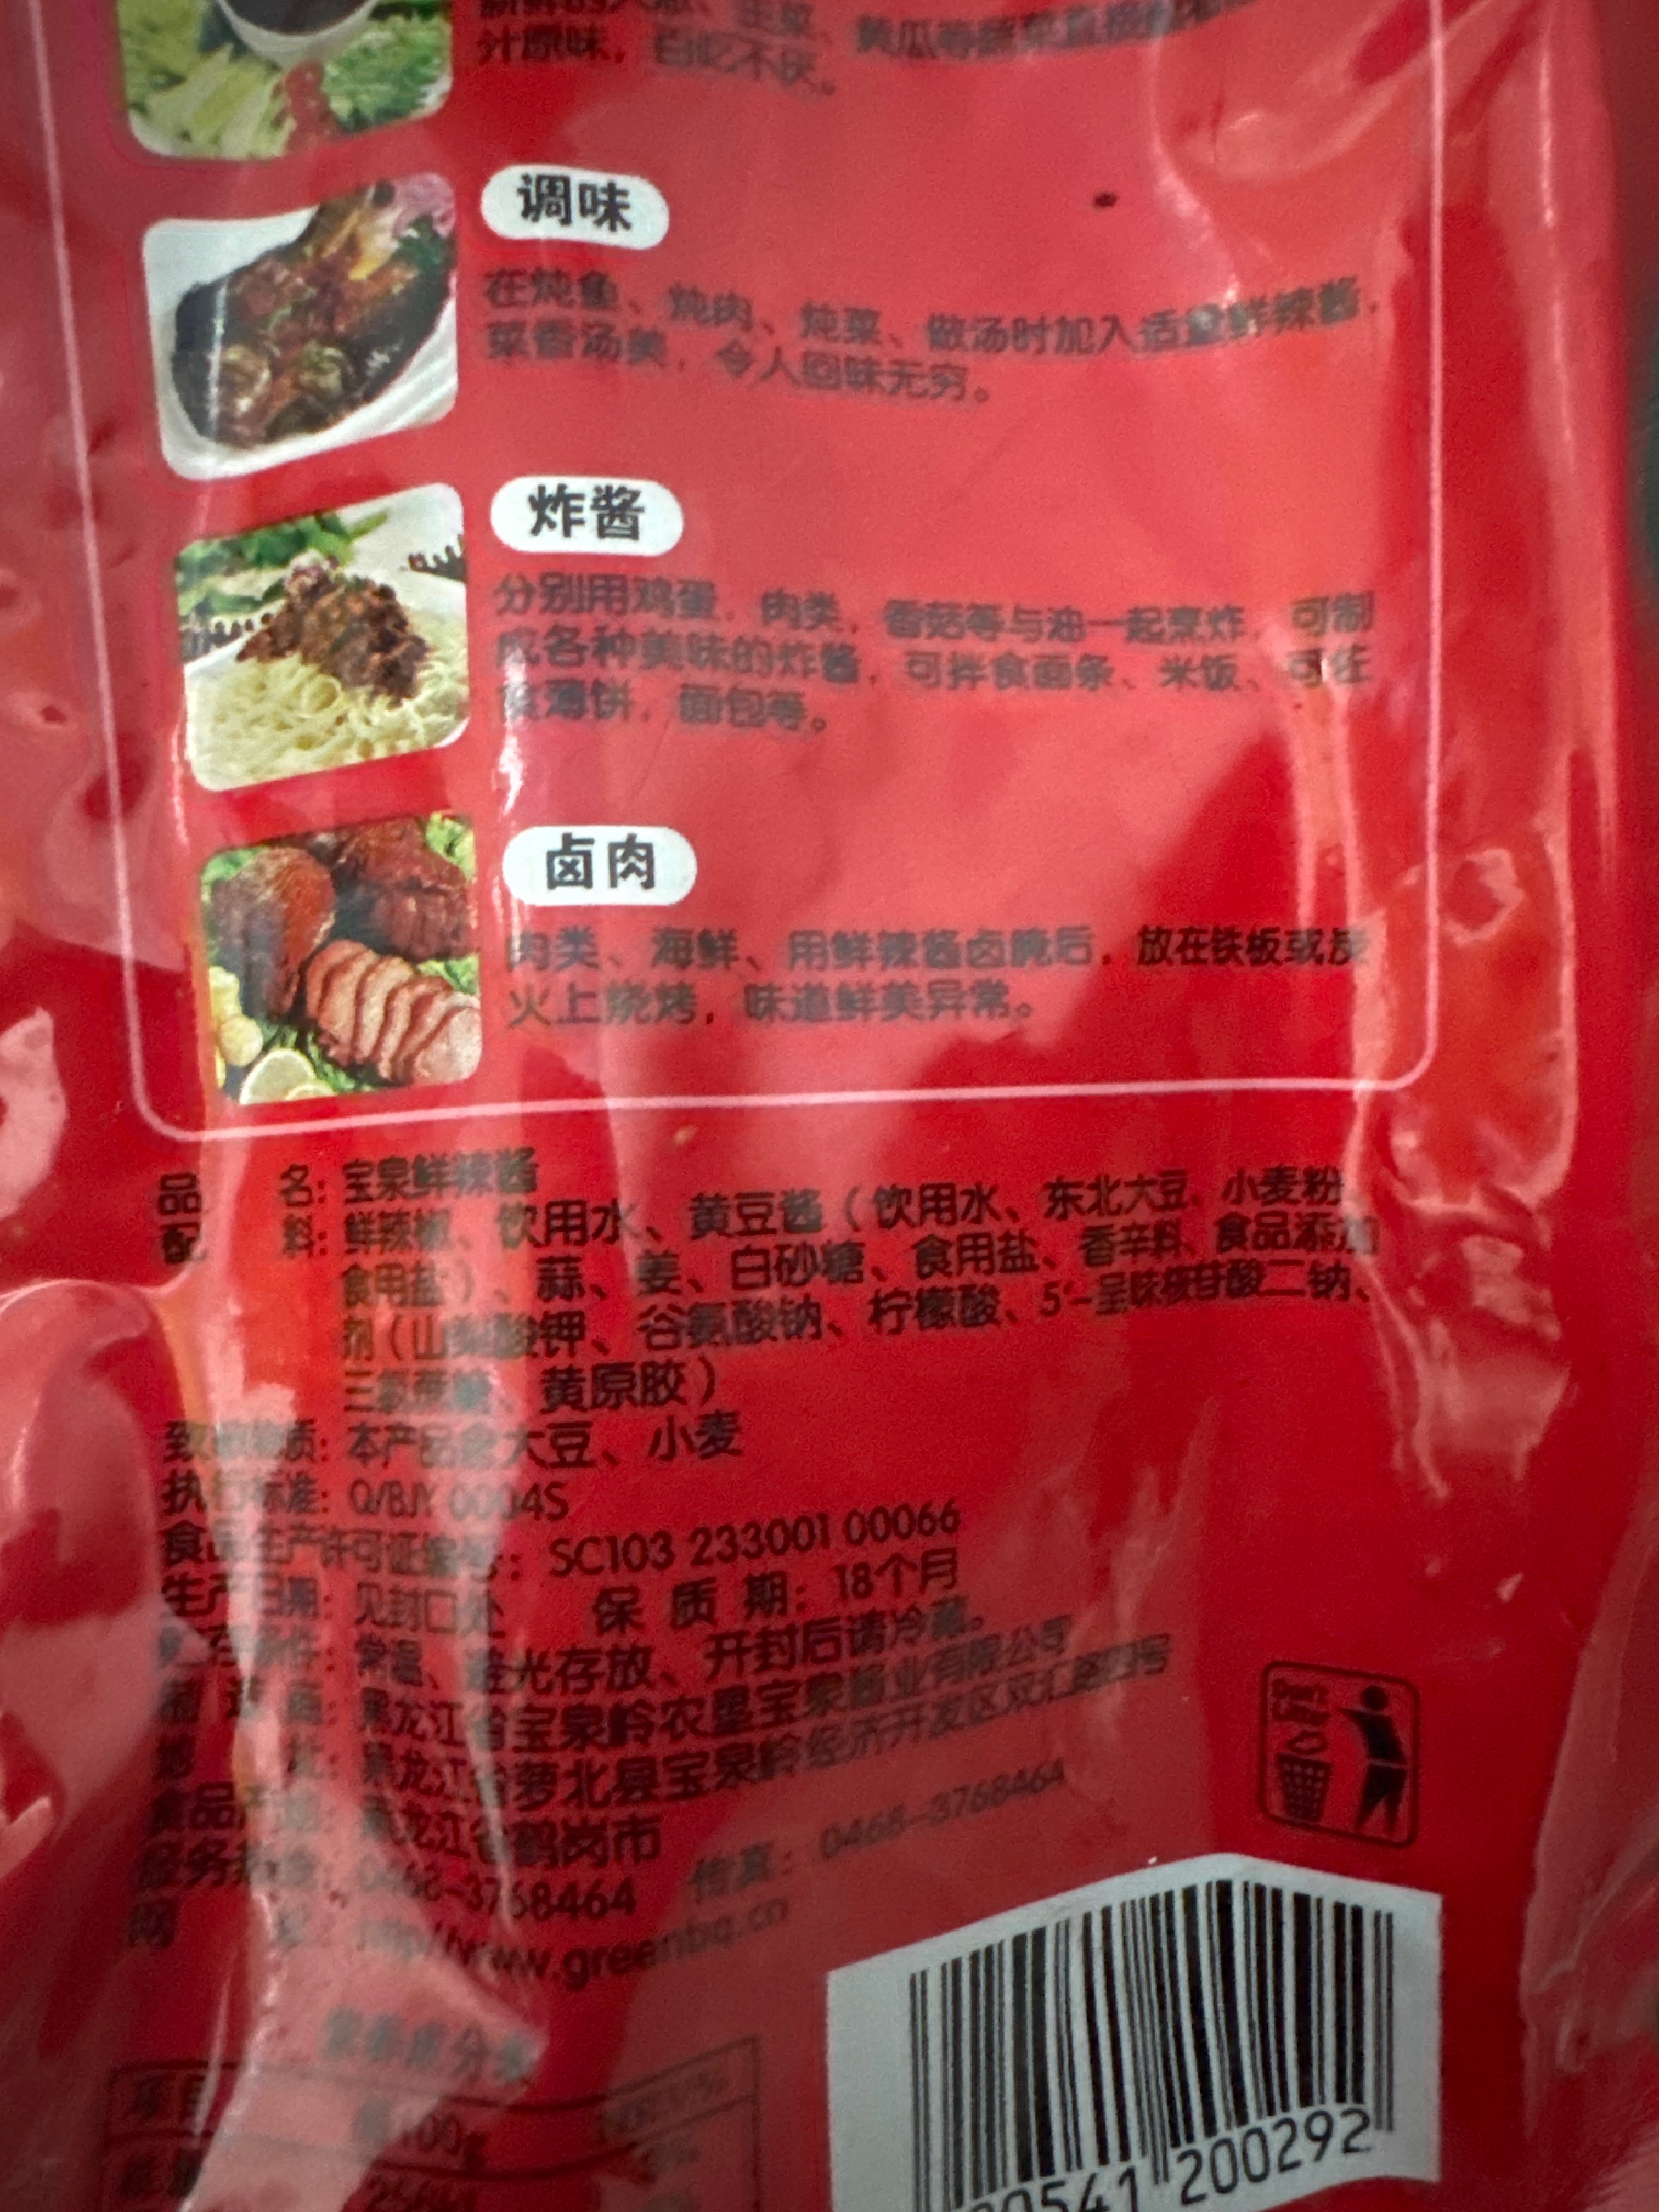 汁原味，百吃不厌。
调味
在炖鱼、炖肉、炖菜、做汤时加入适量鲜辣酱，
菜香汤美，令人回味无穷。
炸酱
分别用鸡蛋，肉类，香菇等与油一起烹炸，可制
成各种美味的炸酱，可拌食面条、米饭、可佐
食薄饼，面包等。
卤肉
肉类、海鲜、用鲜辣酱卤腌后，放在铁板或炭
火上烧烤，味道鲜美异常。
品 名：宝泉鲜辣酱
配 料：鲜辣椒、饮用水、黄豆酱（饮用水、东北大豆、小麦粉、
食用盐）、蒜、姜、白砂糖、食用盐、香辛料、食品添加
剂（山梨酸钾、谷氨酸钠、柠檬酸、5'-呈味核苷酸二钠、
三氯蔗糖、黄原胶）
致敏物质：本产品含大豆、小麦
执行标准：Q/BJY 0004S
食品生产许可证编号：SC103 233001 00066
生产日期：见封口处 保 质 期：18个月
贮存条件：常温、避光存放、开封后请冷藏。
制 造 商：黑龙江省宝泉岭农垦宝泉酱业有限公司
地 址：黑龙江省萝北县宝泉岭经济开发区双汇路四号
食品产地：黑龙江省鹤岗市
服务热线：0468-3768464 传真：0468-3768464
网 址：http://www.greenbq.cn
营养成分表
项目 每100g
541 200292